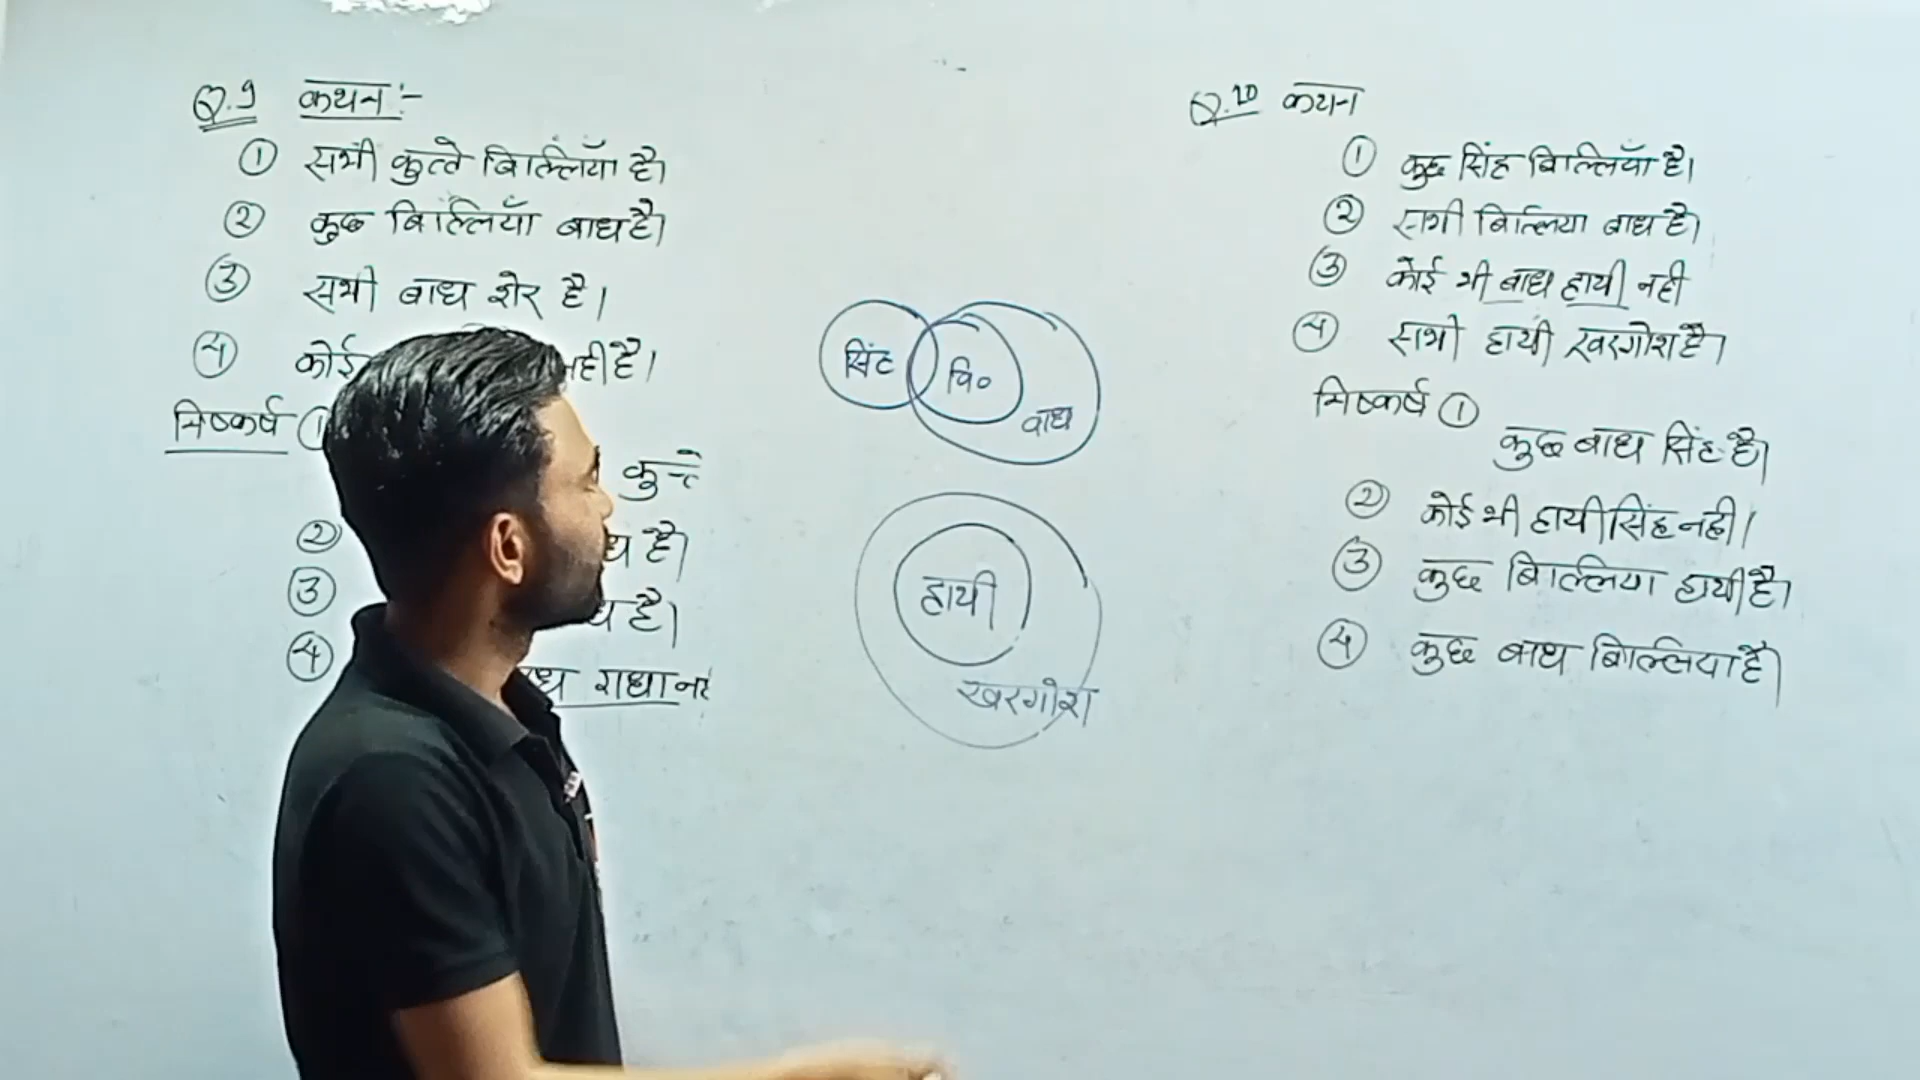 Q.9 कथन :-
① सभी कुत्ते बिल्लियाँ है।
② कुछ बिल्लियाँ बाघ है।
③ सभी बाघ शेर है।
④ कोई नही है।
निष्कर्ष ①
कुत्ते
② है।
③ है।
④ गधा
सिंह
बि०
बाघ
हाथी
खरगोश
Q.10 कथन
① कुछ सिंह बिल्लियाँ है।
② सभी बिल्लिया बाघ है।
③ कोई भी बाघ हाथी नही
④ सभी हाथी खरगोश है।
निष्कर्ष ①
कुछ बाघ सिंह है।
② कोई भी हाथी सिंह नही।
③ कुछ बिल्लिया हाथी है।
④ कुछ बाघ बिल्लिया है।